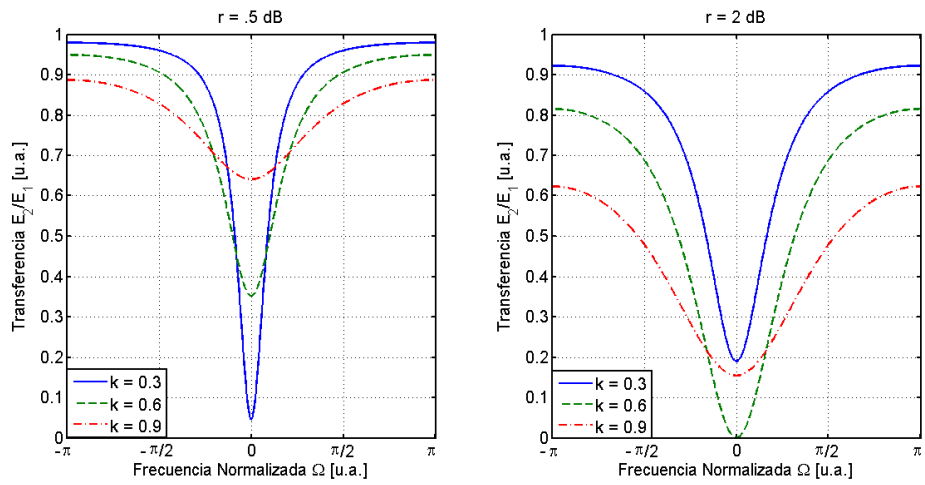 r = .5 dB
Transferencia E₂/E₁ [u.a.]
1
0.9
0.8
0.7
0.6
0.5
0.4
0.3
0.2
0.1
0
k = 0.3
k = 0.6
k = 0.9
-π
-π/2
0
π/2
π
Frecuencia Normalizada Ω [u.a.]
r = 2 dB
Transferencia E₂/E₁ [u.a.]
1
0.9
0.8
0.7
0.6
0.5
0.4
0.3
0.2
0.1
0
k = 0.3
k = 0.6
k = 0.9
-π
-π/2
0
π/2
π
Frecuencia Normalizada Ω [u.a.]